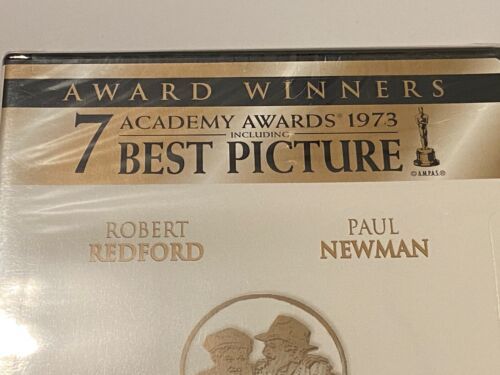 AWARD WINNERS
7 ACADEMY AWARDS® 1973
INCLUDING
BEST PICTURE
© A.M.P.A.S.®
ROBERT
REDFORD
PAUL
NEWMAN